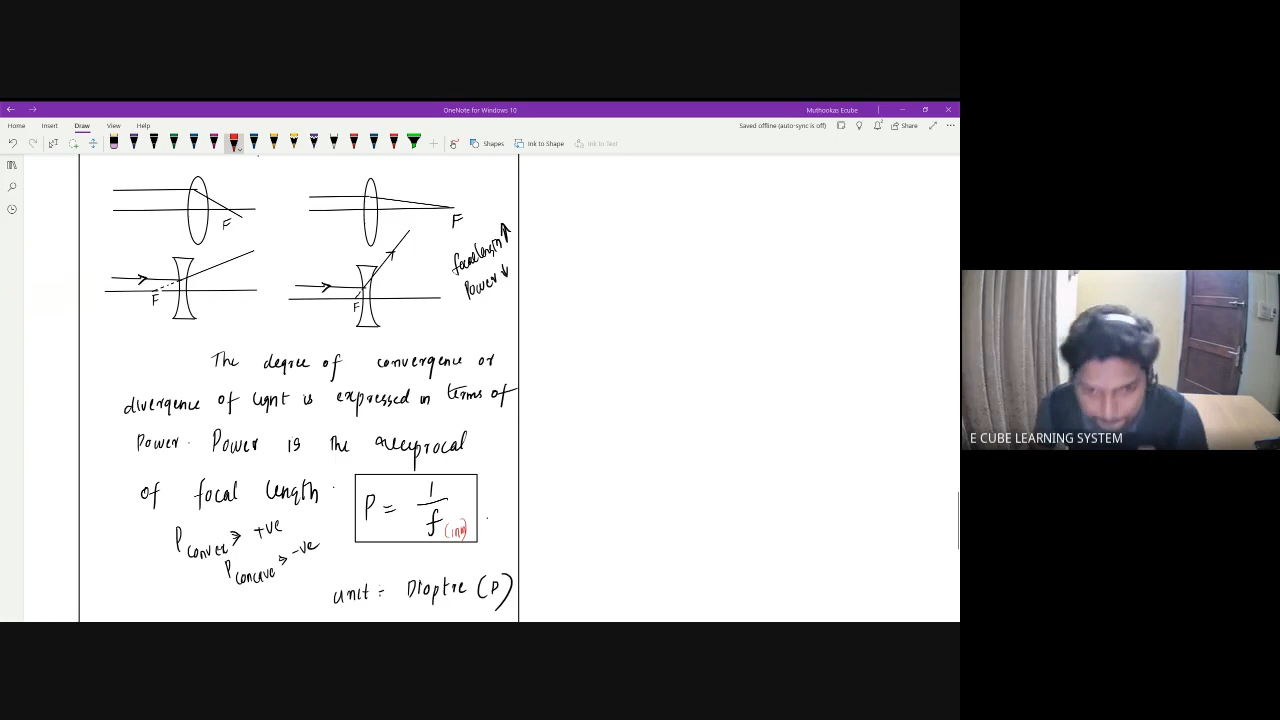 OneNote for Windows 10
Muthookas Ecube
Home Insert Draw View Help
Saved offline (auto-sync is off)
Share
Shapes
Ink to Shape
Ink to Text
F
F
focal length ↑
Power ↓
F
F
The degree of convergence or
divergence of light is expressed in terms of
Power. Power is the reciprocal
of focal length.
P = 1/f (in m)
P convex ⇒ +ve
P concave ⇒ -ve
unit :- Dioptre (D)
E CUBE LEARNING SYSTEM